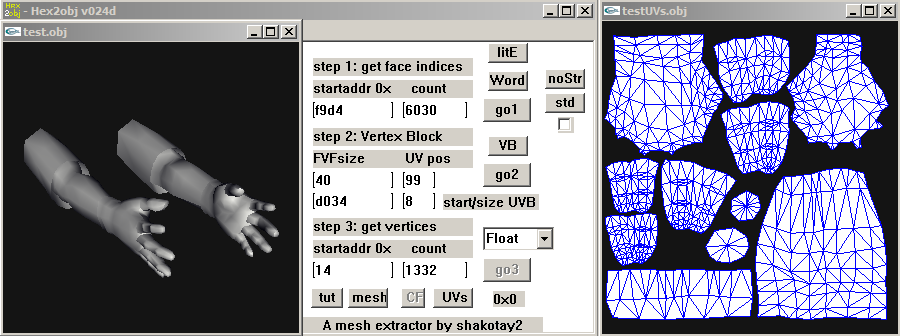 Hex2obj
- Hex2obj v024d
test.obj
testUVs.obj
litE
step 1: get face indices
Word
noStr
startaddr 0x count
std
f9d4 6030
go1
step 2: Vertex Block
VB
FVFsize UV pos
go2
40 99
d034 8 start/size UVB
step 3: get vertices
Float
startaddr 0x count
14 1332
go3
tut mesh CF UVs 0x0
A mesh extractor by shakotay2